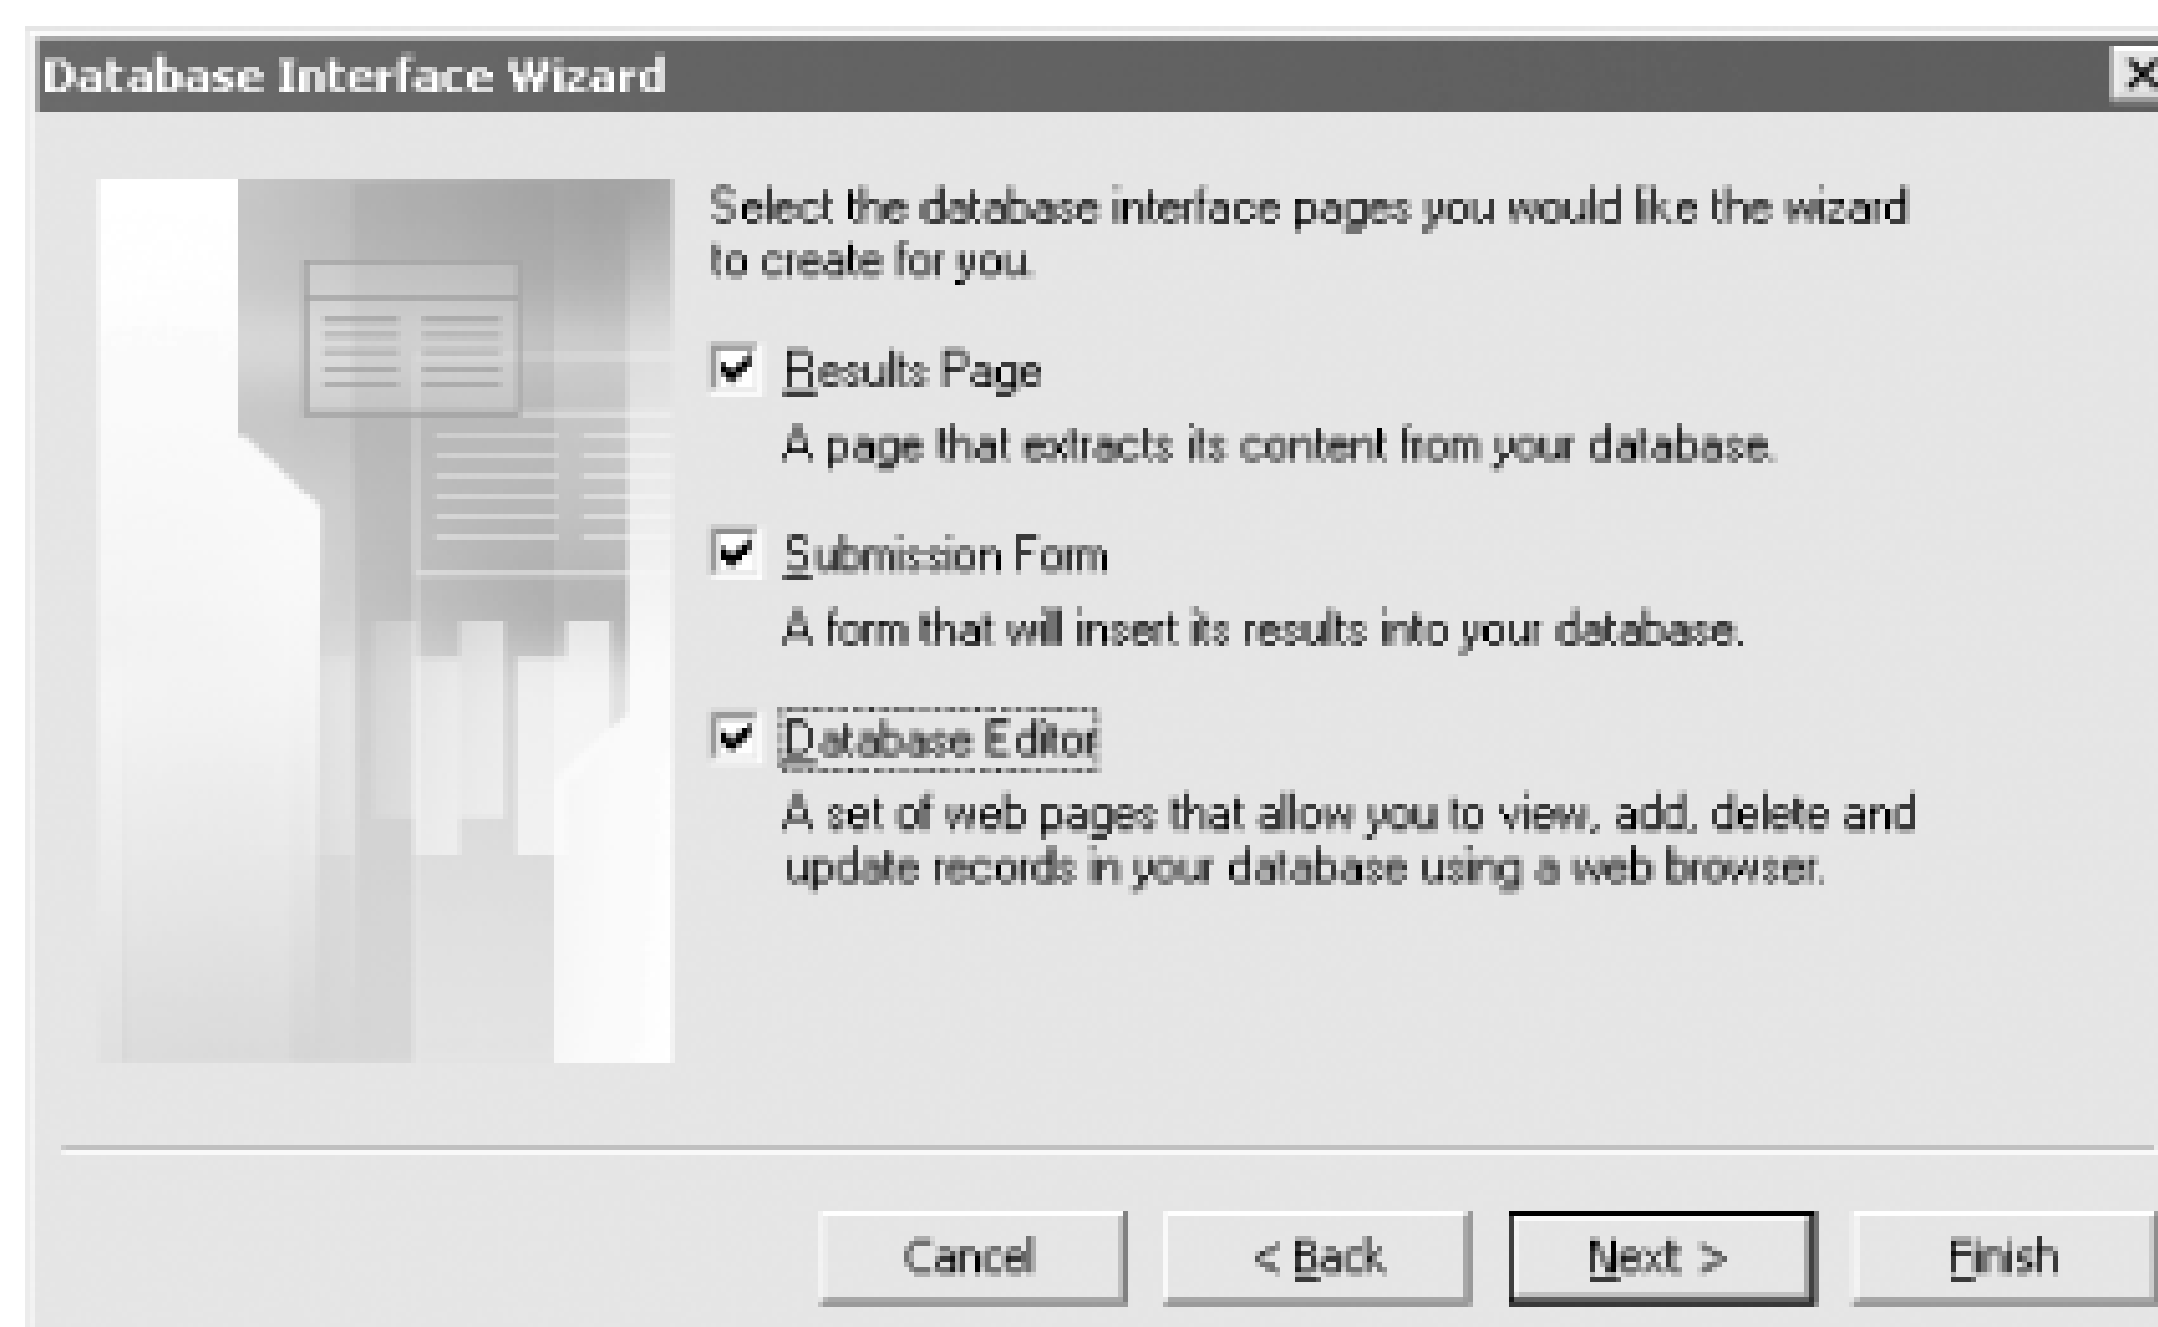 Database Interface Wizard
Select the database interface pages you would like the wizard
to create for you.
Results Page
A page that extracts its content from your database.
Submission Form
A form that will insert its results into your database.
Database Editor
A set of web pages that allow you to view, add, delete and
update records in your database using a web browser.
Cancel
< Back
Next >
Finish